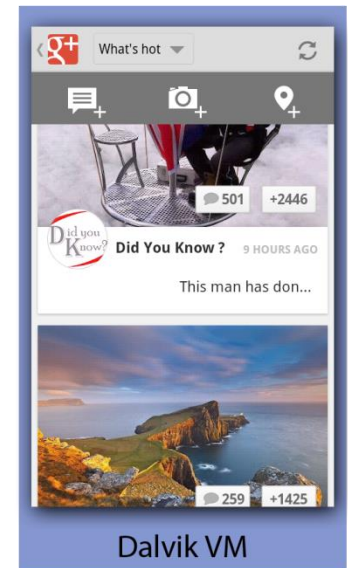 g+
What's hot
501
+2446
Did you Know?
Did You Know ?
9 HOURS AGO
This man has don...
259
+1425
Dalvik VM